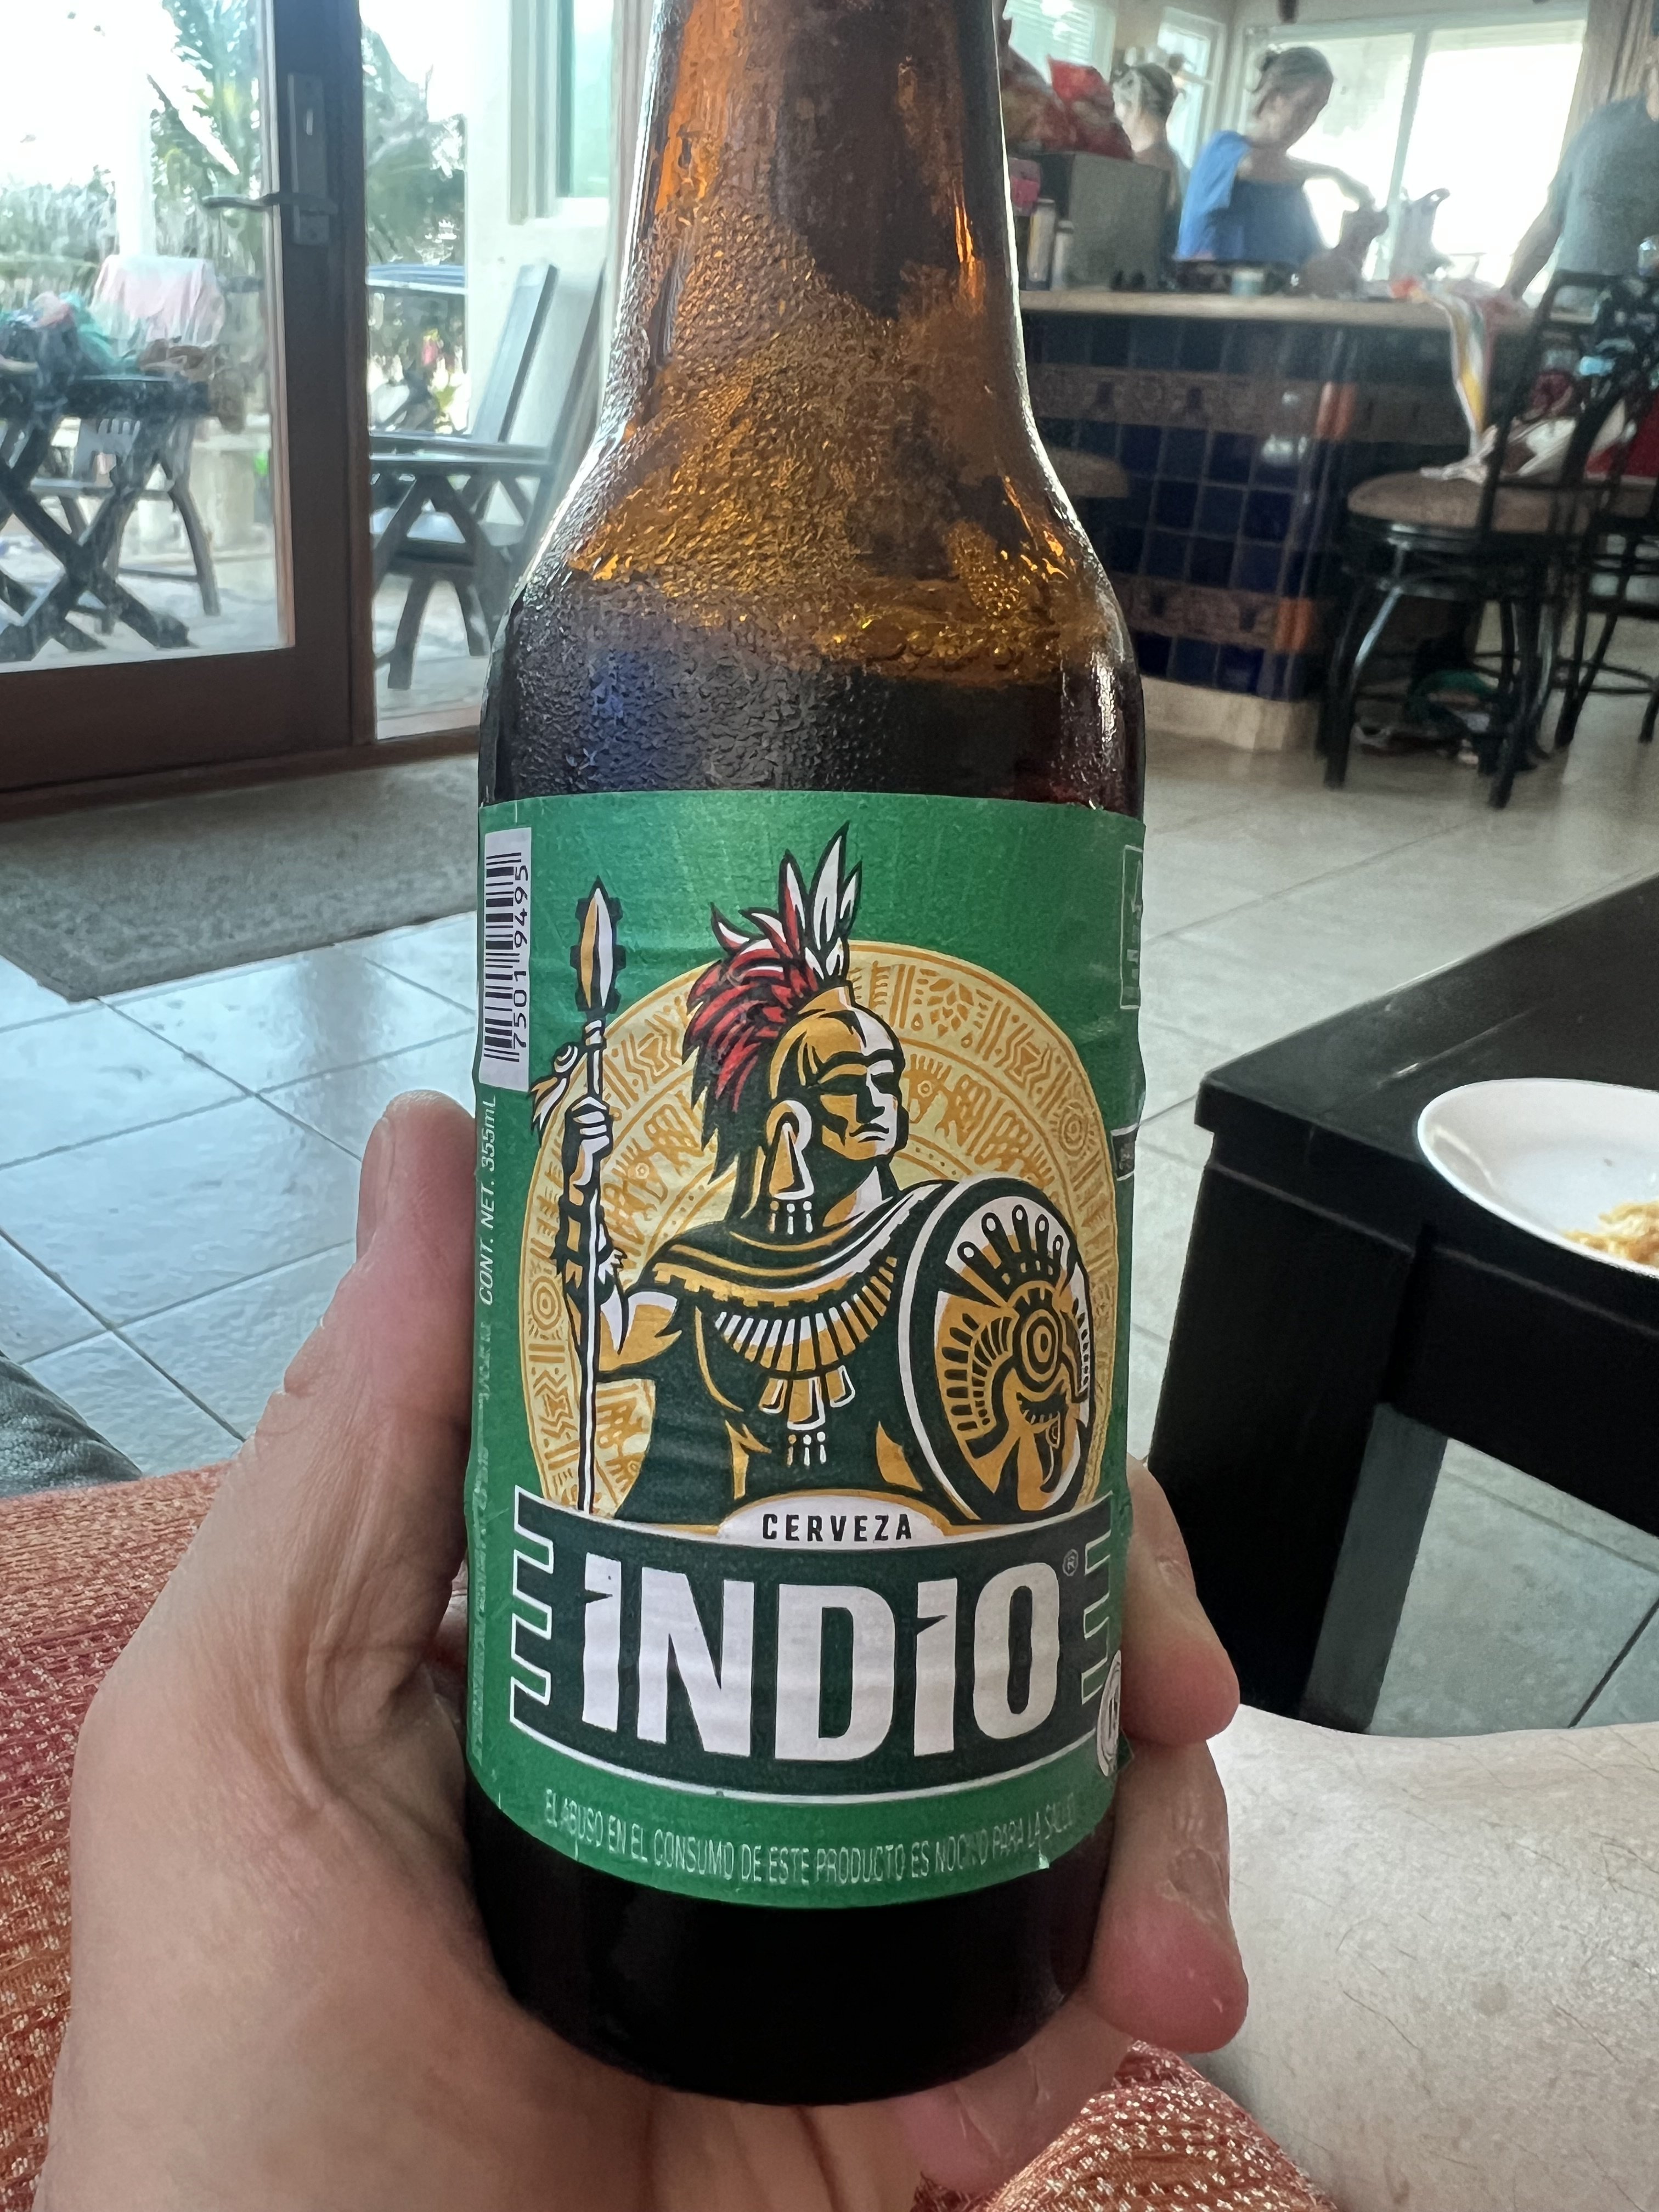 7501 9495
CONT. NET. 355mL
CERVEZA
INDIO®
EL ABUSO EN EL CONSUMO DE ESTE PRODUCTO ES NOCIVO PARA LA SALUD